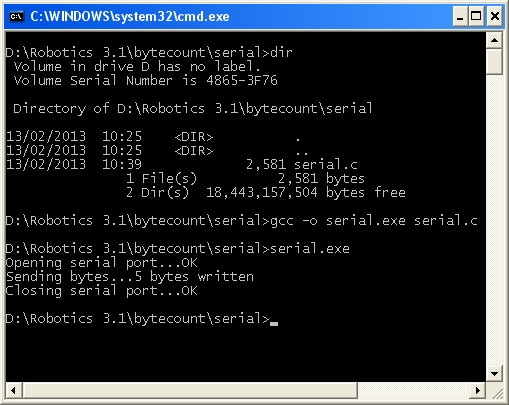 C:\WINDOWS\system32\cmd.exe
D:\Robotics 3.1\bytecount\serial>dir
 Volume in drive D has no label.
 Volume Serial Number is 4865-3F76

 Directory of D:\Robotics 3.1\bytecount\serial

13/02/2013  10:25    <DIR>          .
13/02/2013  10:25    <DIR>          ..
13/02/2013  10:39             2,581 serial.c
               1 File(s)          2,581 bytes
               2 Dir(s)  18,443,157,504 bytes free

D:\Robotics 3.1\bytecount\serial>gcc -o serial.exe serial.c

D:\Robotics 3.1\bytecount\serial>serial.exe
Opening serial port...OK
Sending bytes...5 bytes written
Closing serial port...OK

D:\Robotics 3.1\bytecount\serial>_